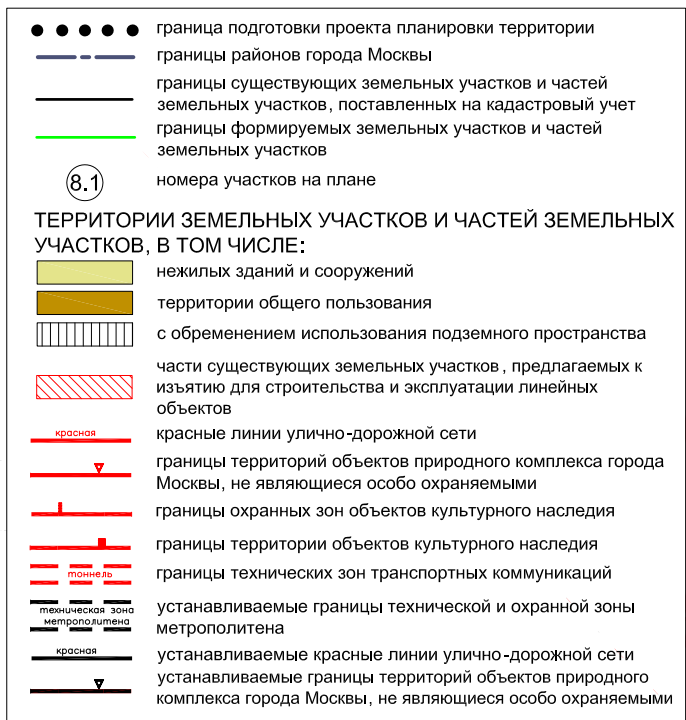 граница подготовки проекта планировки территории
границы районов города Москвы
границы существующих земельных участков и частей
земельных участков, поставленных на кадастровый учет
границы формируемых земельных участков и частей
земельных участков
8.1 номера участков на плане
ТЕРРИТОРИИ ЗЕМЕЛЬНЫХ УЧАСТКОВ И ЧАСТЕЙ ЗЕМЕЛЬНЫХ
УЧАСТКОВ, В ТОМ ЧИСЛЕ:
нежилых зданий и сооружений
территории общего пользования
с обременением использования подземного пространства
части существующих земельных участков, предлагаемых к
изъятию для строительства и эксплуатации линейных
объектов
красная красные линии улично-дорожной сети
границы территорий объектов природного комплекса города
Москвы, не являющиеся особо охраняемыми
границы охранных зон объектов культурного наследия
границы территории объектов культурного наследия
тоннель границы технических зон транспортных коммуникаций
техническая зона устанавливаемые границы технической и охранной зоны
метрополитена метрополитена
красная устанавливаемые красные линии улично-дорожной сети
устанавливаемые границы территорий объектов природного
комплекса города Москвы, не являющиеся особо охраняемыми